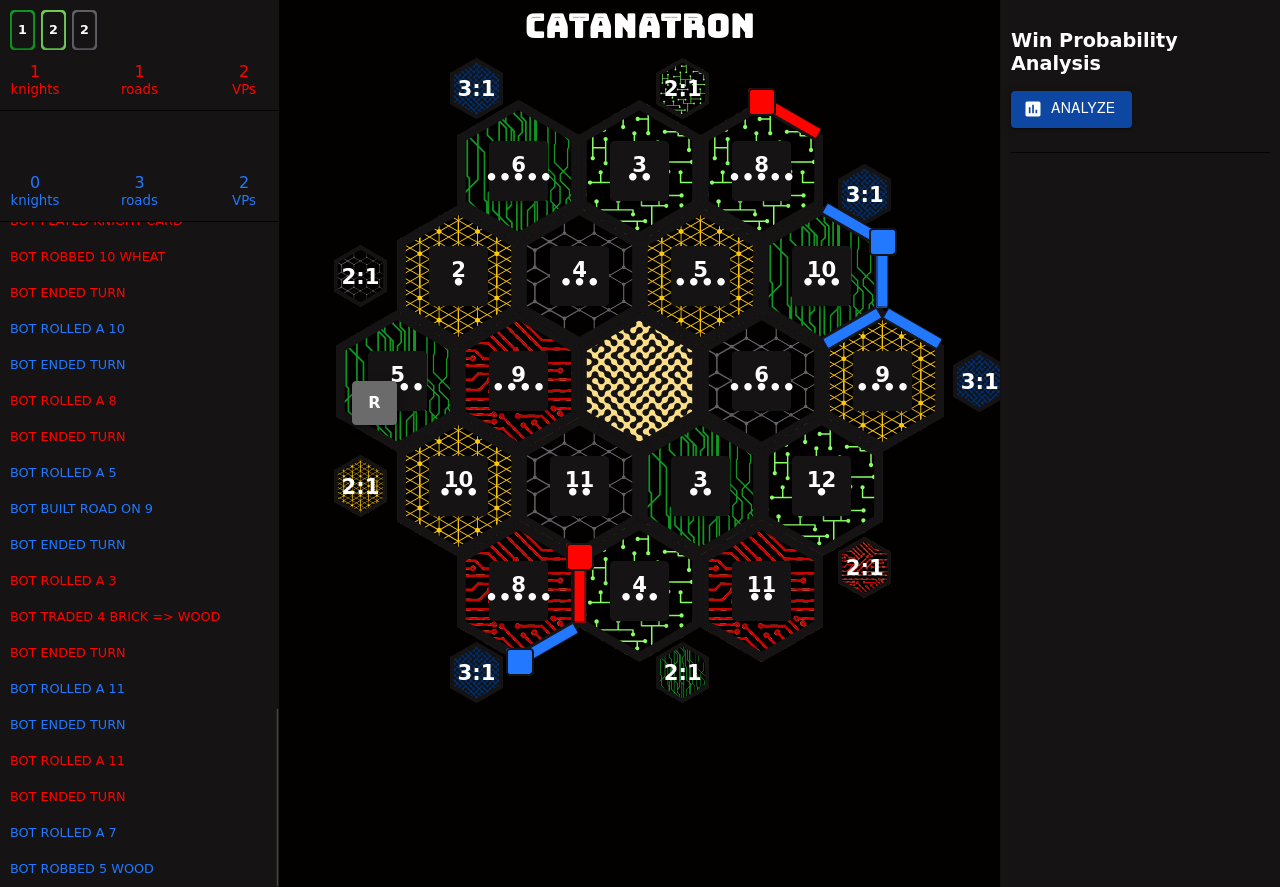 1 2 2
1 1 2
knights roads VPs
0 3 2
knights roads VPs
BOT PLAYED KNIGHT CARD
BOT ROBBED 10 WHEAT
BOT ENDED TURN
BOT ROLLED A 10
BOT ENDED TURN
BOT ROLLED A 8
BOT ENDED TURN
BOT ROLLED A 5
BOT BUILT ROAD ON 9
BOT ENDED TURN
BOT ROLLED A 3
BOT TRADED 4 BRICK => WOOD
BOT ENDED TURN
BOT ROLLED A 11
BOT ENDED TURN
BOT ROLLED A 11
BOT ENDED TURN
BOT ROLLED A 7
BOT ROBBED 5 WOOD
CATANATRON
3:1 2:1
6 3 8
3:1
2:1 2 4 5 10
5 9 6 9 3:1
R
2:1 10 11 3 12
2:1
8 4 11
3:1 2:1
Win Probability
Analysis
ANALYZE